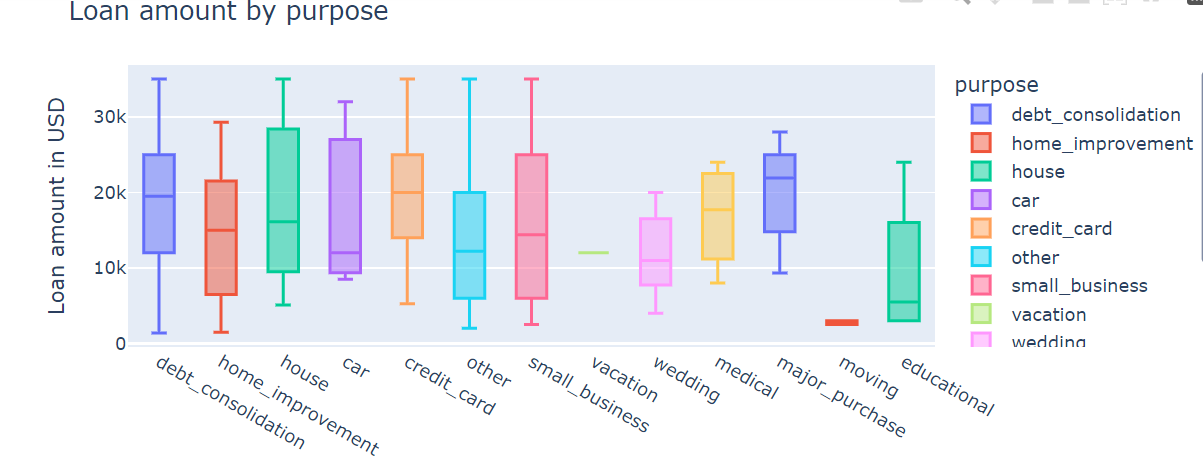 Loan amount by purpose
Loan amount in USD
30k
20k
10k
0
debt_consolidation
home_improvement
house
car
credit_card
other
small_business
vacation
wedding
medical
major_purchase
moving
educational
purpose
debt_consolidation
home_improvement
house
car
credit_card
other
small_business
vacation
wedding